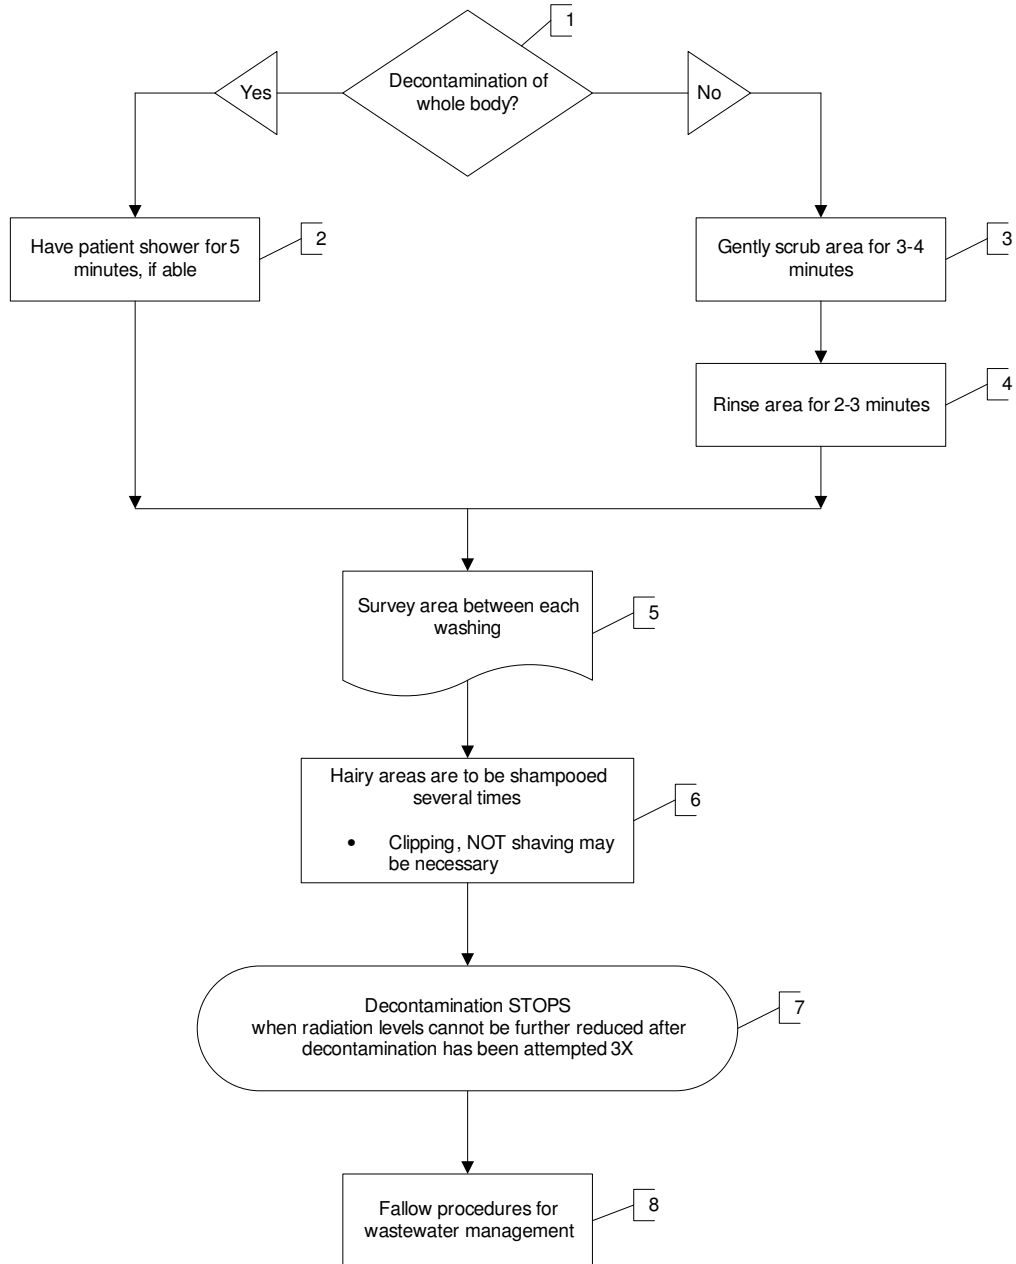 1
Decontamination of
whole body?
Yes
No
Have patient shower for 5
minutes, if able
2
Gently scrub area for 3-4
minutes
3
Rinse area for 2-3 minutes
4
Survey area between each
washing
5
Hairy areas are to be shampooed
several times
• Clipping, NOT shaving may
be necessary
6
Decontamination STOPS
when radiation levels cannot be further reduced after
decontamination has been attempted 3X
7
Fallow procedures for
wastewater management
8